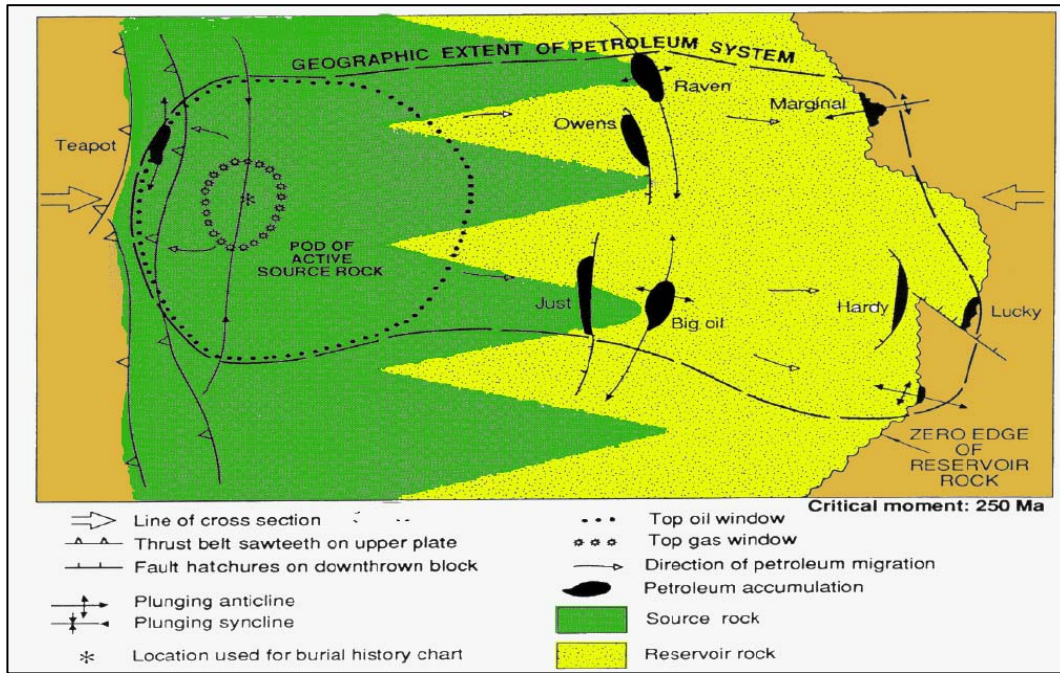 GEOGRAPHIC EXTENT OF PETROLEUM SYSTEM
Raven
Marginal
Owens
Teapot
POD OF
ACTIVE
SOURCE ROCK
Just
Big oil
Hardy
Lucky
ZERO EDGE
OF
RESERVOIR
ROCK
Critical moment: 250 Ma
Line of cross section
Thrust belt sawteeth on upper plate
Fault hatchures on downthrown block
Plunging anticline
Plunging syncline
Location used for burial history chart
Top oil window
Top gas window
Direction of petroleum migration
Petroleum accumulation
Source rock
Reservoir rock